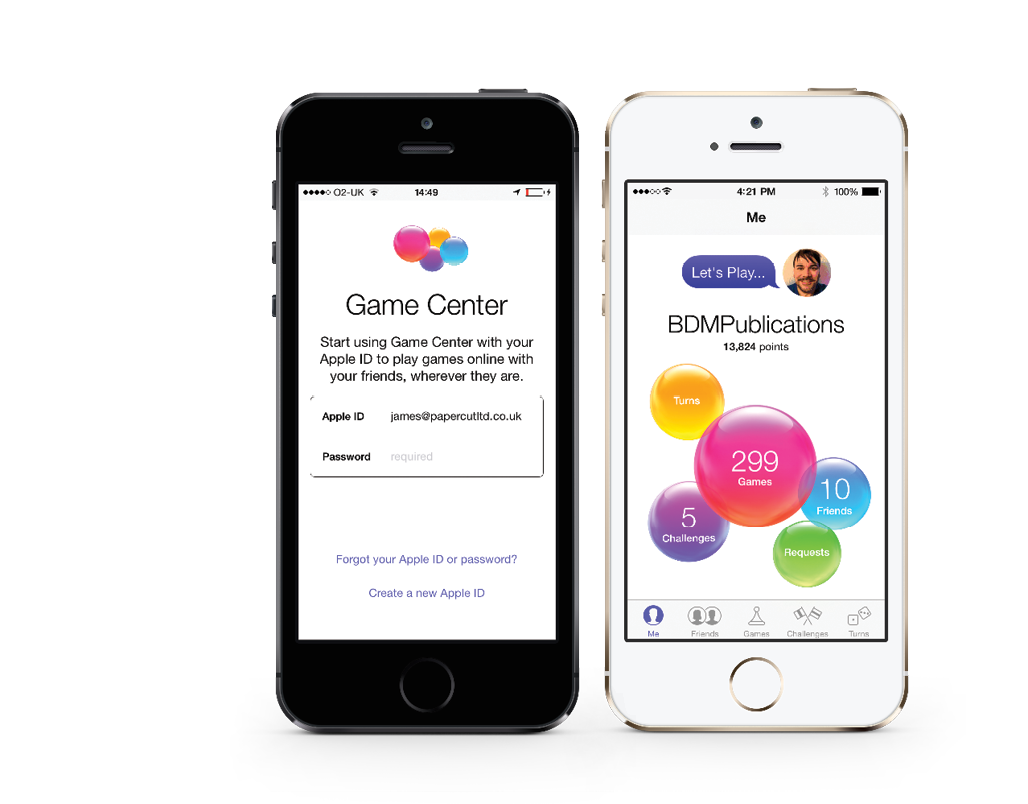 O2-UK 14:49
Game Center
Start using Game Center with your
Apple ID to play games online with
your friends, wherever they are.
Apple ID james@papercutltd.co.uk
Password required
Forgot your Apple ID or password?
Create a new Apple ID
4:21 PM 100%
Me
Let's Play...
BDMPublications
13,824 points
Turns
299
Games
10
Friends
5
Challenges
Requests
Me Friends Games Challenges Turns